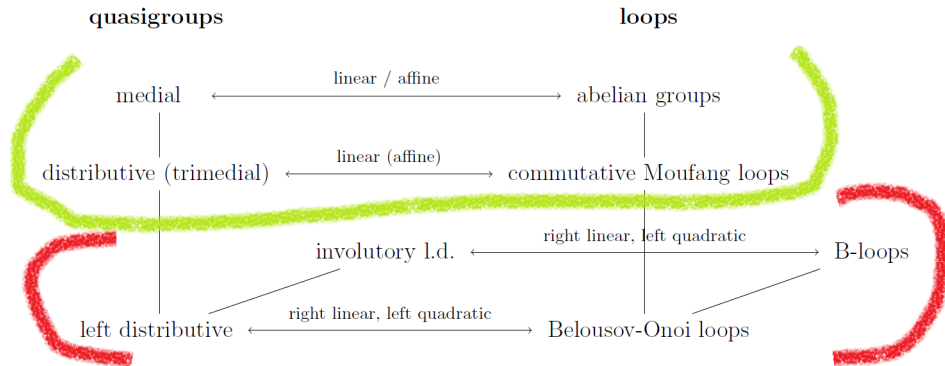 quasigroups loops
linear / affine
medial abelian groups
linear (affine)
distributive (trimedial) commutative Moufang loops
right linear, left quadratic
involutory l.d. B-loops
right linear, left quadratic
left distributive Belousov-Onoi loops